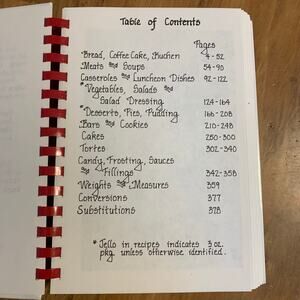 Table of Contents
Pages
Bread, Coffee Cake, Kuchen 4-52
Meats Soups 54-90
Casseroles Luncheon Dishes 92-122
*Vegetables, Salads
Salad Dressing 124-164
*Desserts, Pies, Pudding 166-208
Bars Cookies 210-248
Cakes 250-300
Tortes 302-340
Candy, Frosting, Sauces
Fillings 342-358
Weights Measures 359
Conversions 377
Substitutions 378
*Jello in recipes indicates 3 oz.
pkg. unless otherwise identified.